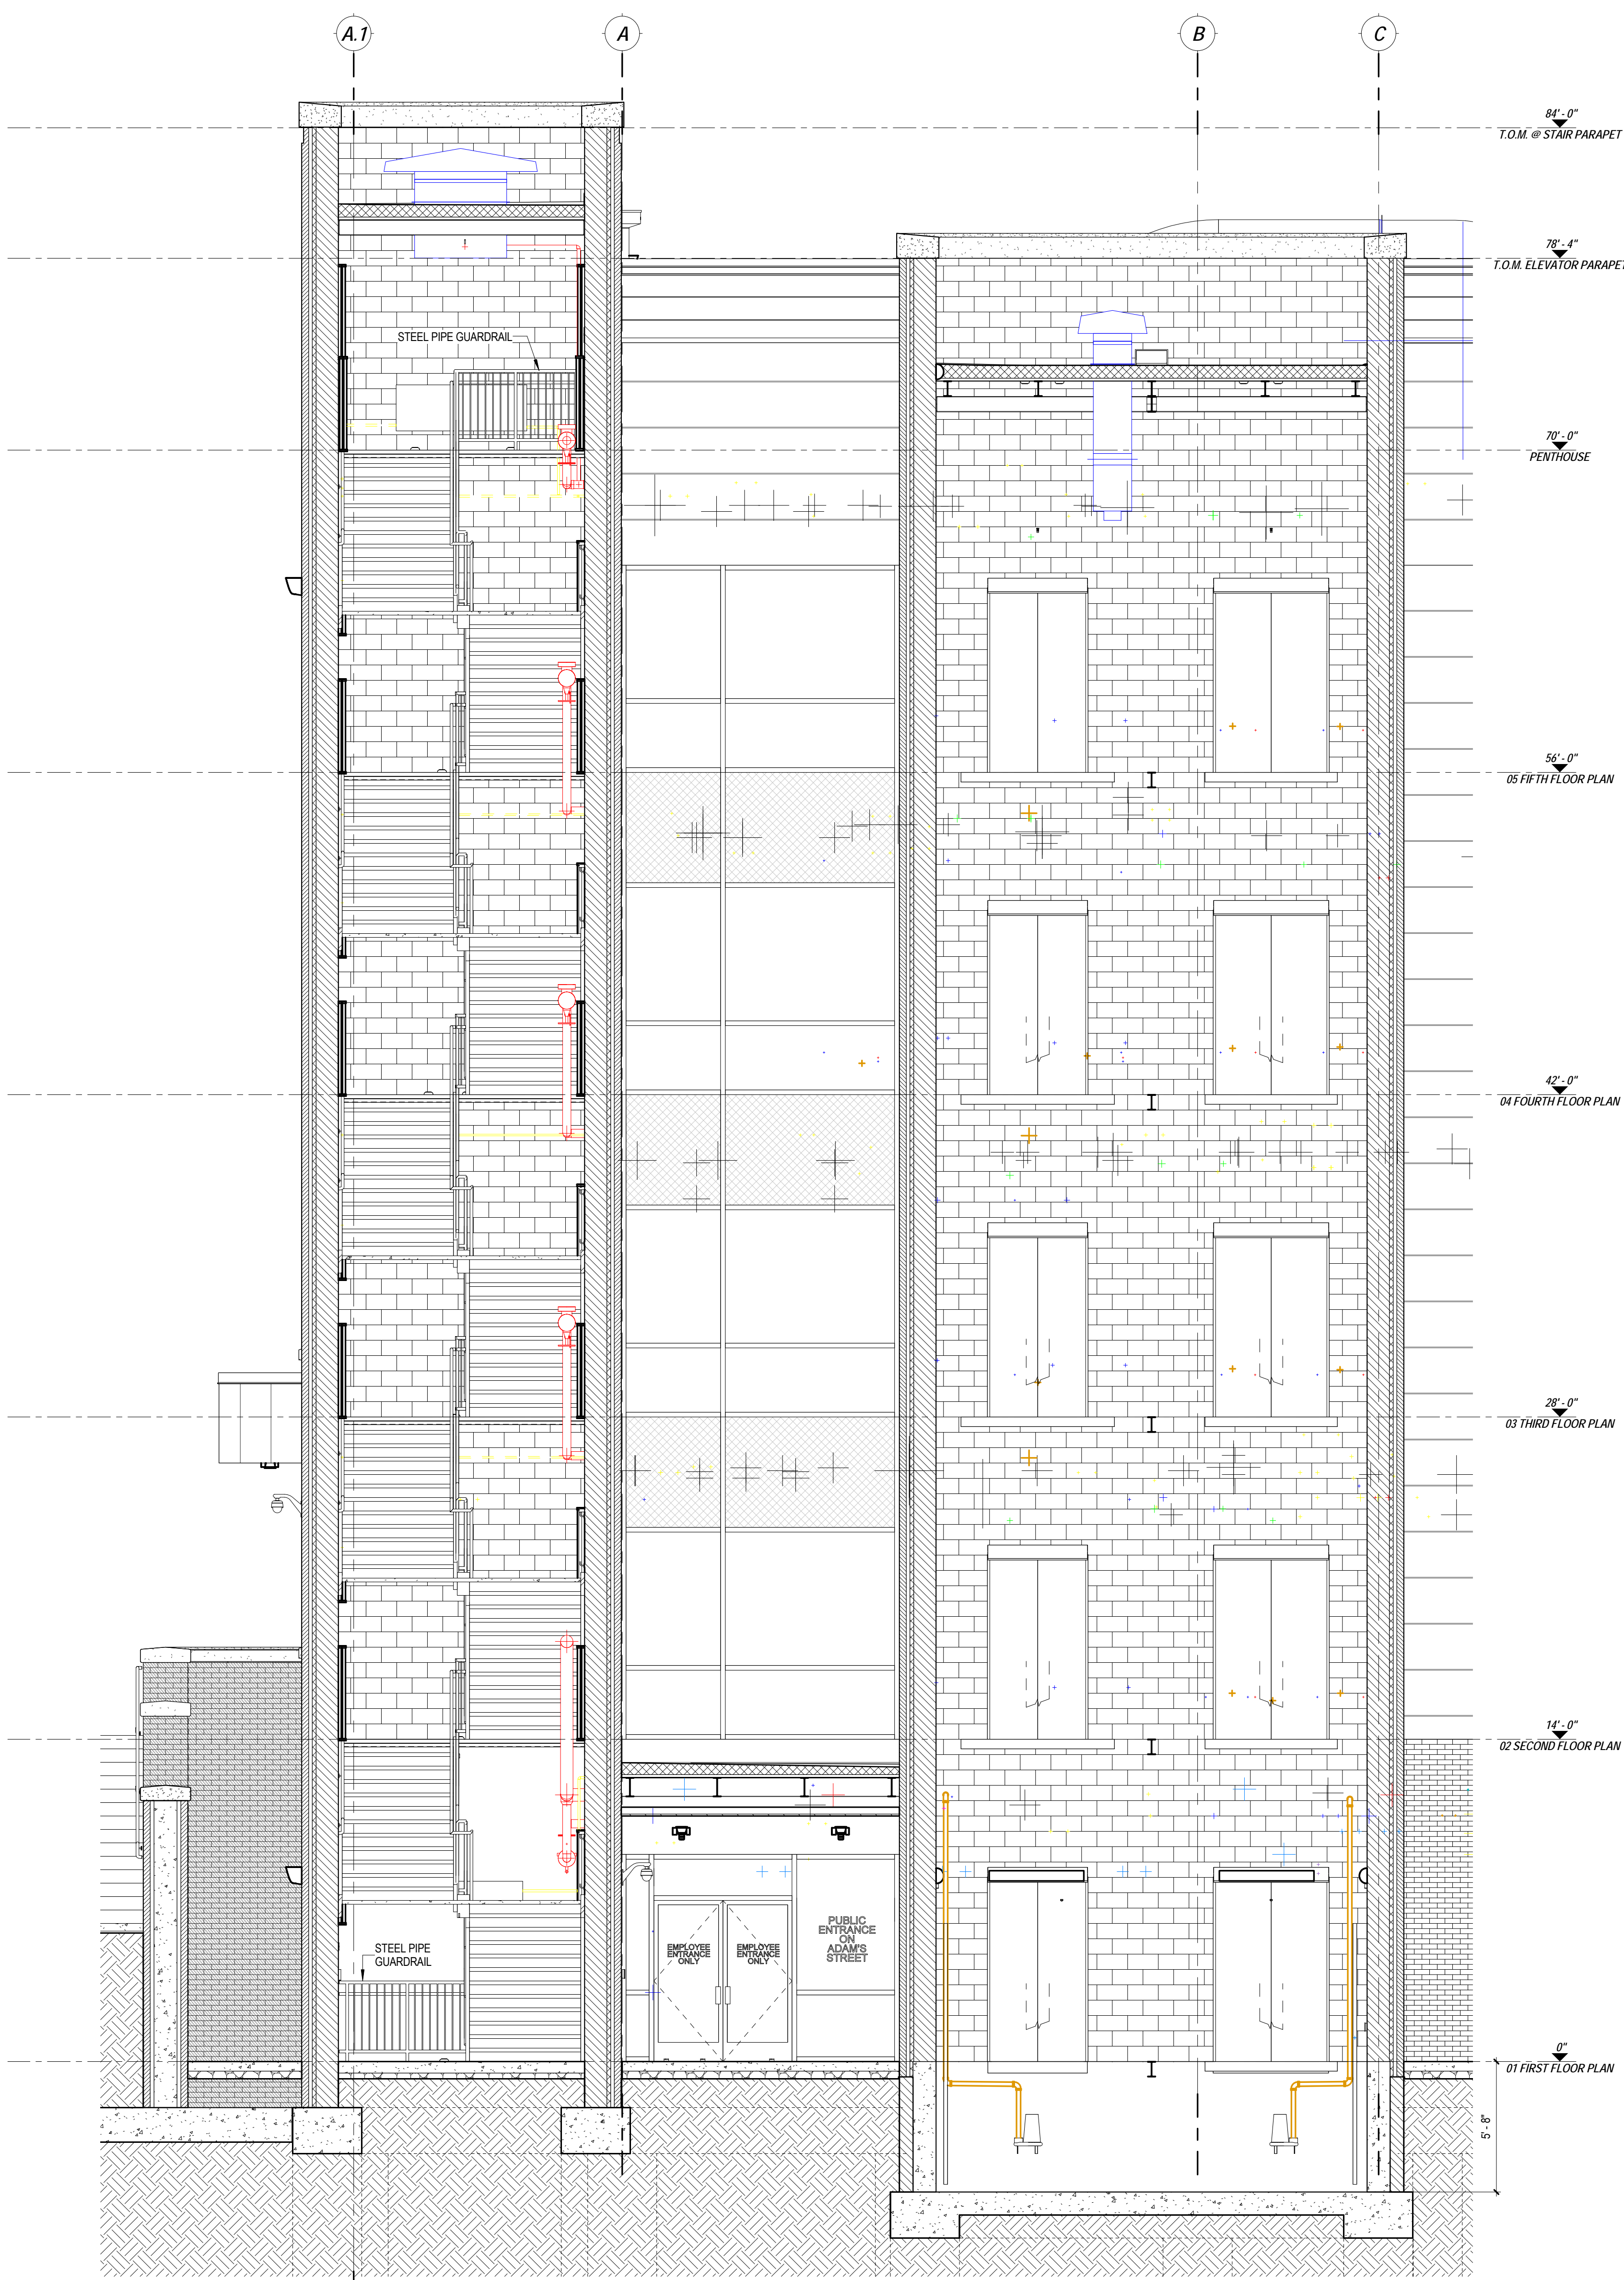 A.1
A
B
C
84' - 0"
T.O.M. @ STAIR PARAPET
78' - 4"
T.O.M. ELEVATOR PARAPET
STEEL PIPE GUARDRAIL
70' - 0"
PENTHOUSE
56' - 0"
05 FIFTH FLOOR PLAN
42' - 0"
04 FOURTH FLOOR PLAN
28' - 0"
03 THIRD FLOOR PLAN
14' - 0"
02 SECOND FLOOR PLAN
STEEL PIPE
GUARDRAIL
EMPLOYEE
ENTRANCE
ONLY
EMPLOYEE
ENTRANCE
ONLY
PUBLIC
ENTRANCE
ON
ADAM'S
STREET
0"
01 FIRST FLOOR PLAN
5' - 8"